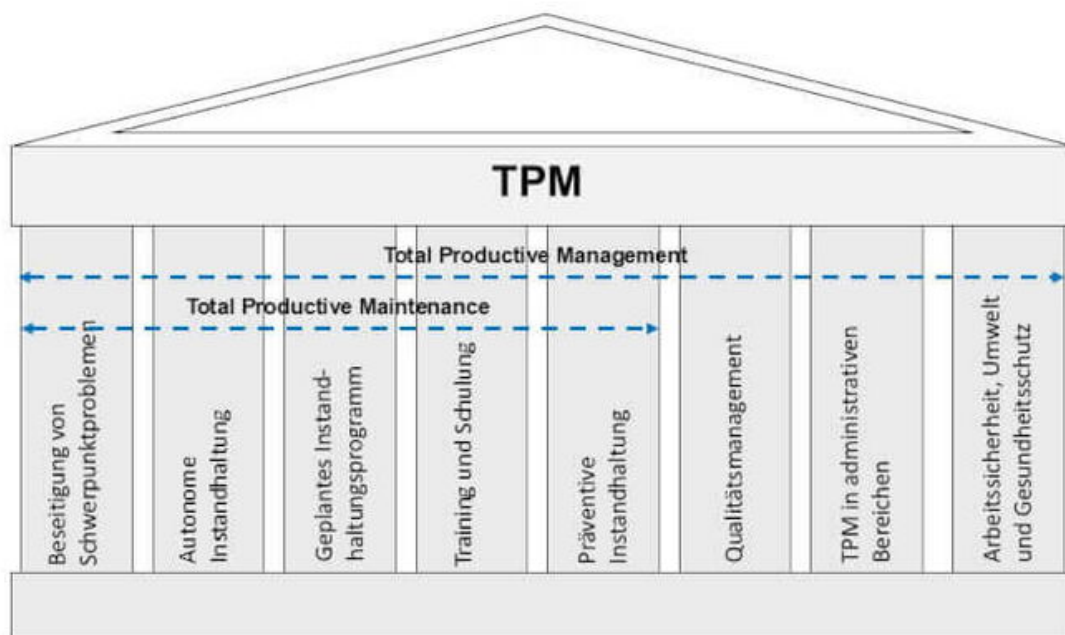 TPM
Total Productive Management
Total Productive Maintenance
Beseitigung von
Schwerpunktproblemen
Autonome
Instandhaltung
Geplantes Instand-
haltungsprogramm
Training und Schulung
Präventive
Instandhaltung
Qualitätsmanagement
TPM in administrativen
Bereichen
Arbeitssicherheit, Umwelt
und Gesundheitsschutz